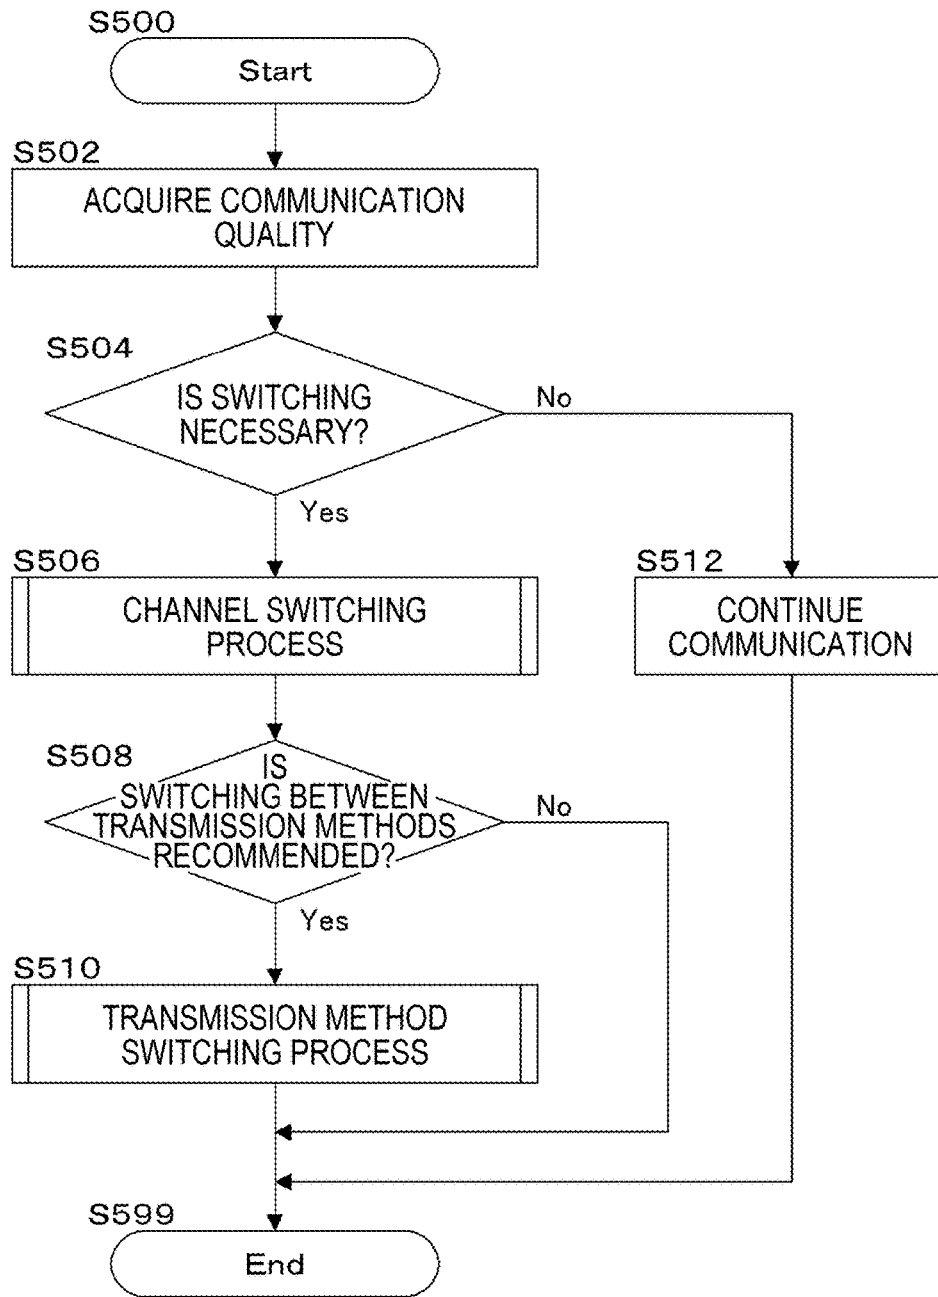 S500
Start
S502
ACQUIRE COMMUNICATION
QUALITY
S504
IS SWITCHING
NECESSARY?
No
Yes
S506
CHANNEL SWITCHING
PROCESS
S512
CONTINUE
COMMUNICATION
S508
IS
SWITCHING BETWEEN
TRANSMISSION METHODS
RECOMMENDED?
No
Yes
S510
TRANSMISSION METHOD
SWITCHING PROCESS
S599
End